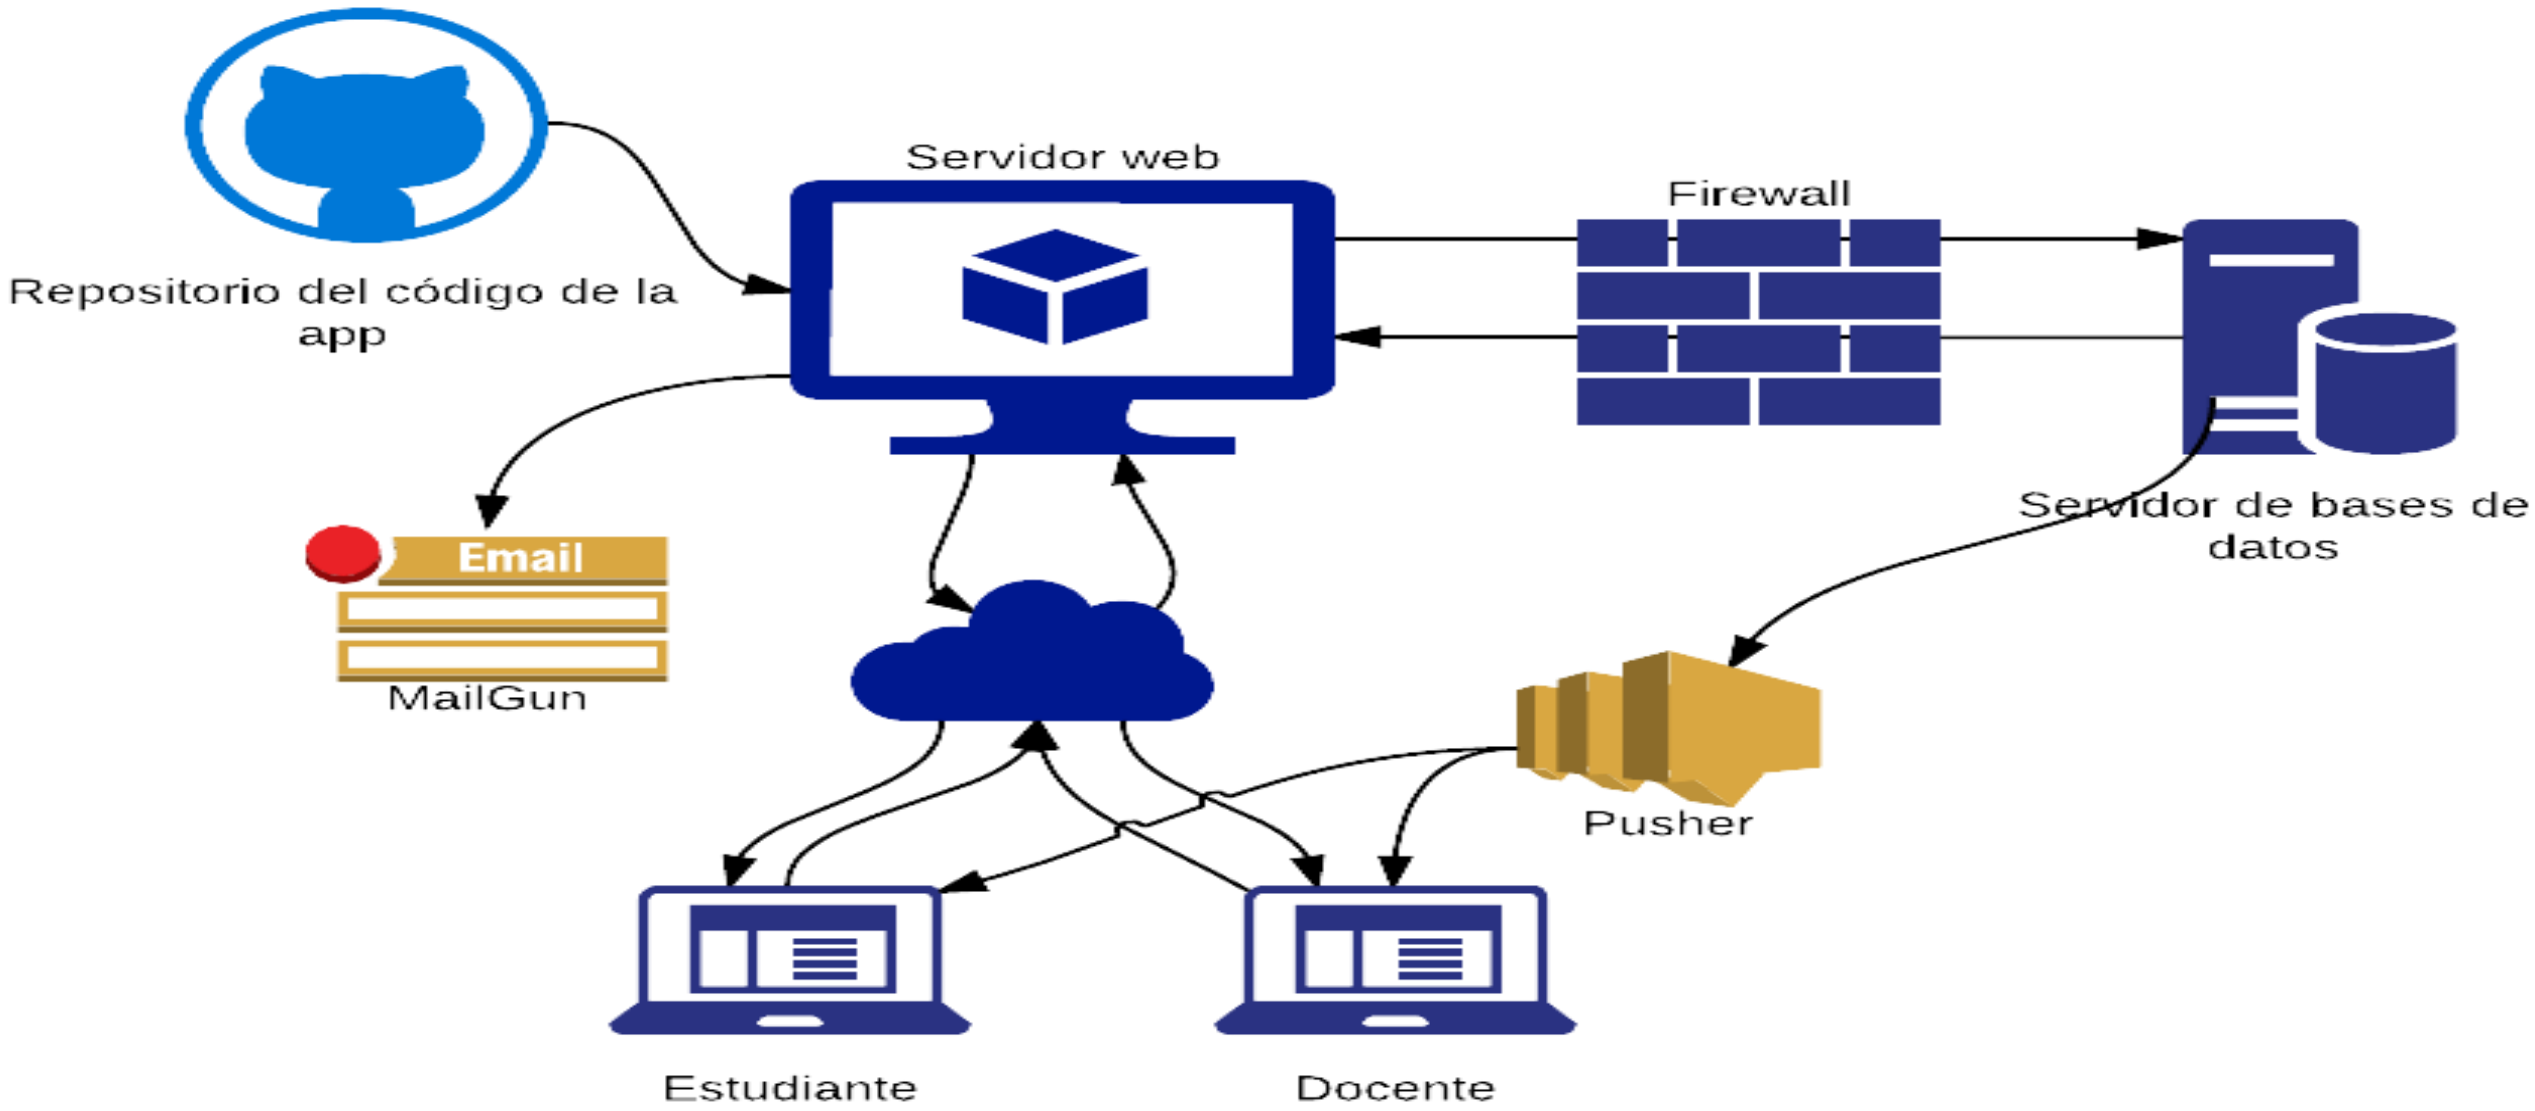 Servidor web
Firewall
Repositorio del código de la
app
Servidor de bases de
datos
Email
MailGun
Pusher
Estudiante
Docente